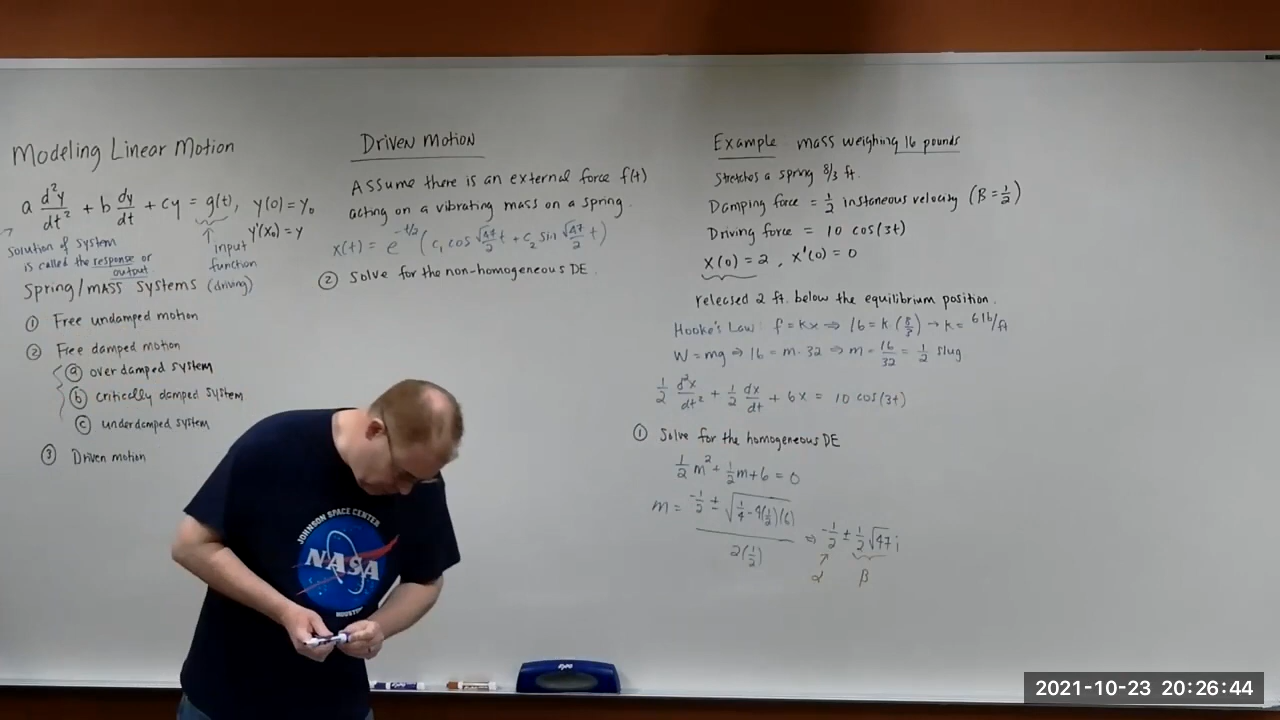 Modeling Linear Motion
a d²y/dt² + b dy/dt + cy = g(t), y(0) = y₀
y'(x₀) = y
solution of system
is called the response or
output.
input
function
(driving)
Spring/mass systems
① Free undamped motion
② Free damped motion
ⓐ over damped system
ⓑ critically damped system
ⓒ underdamped system
③ Driven motion
Driven Motion
Assume there is an external force f(t)
acting on a vibrating mass on a spring.
x(t) = e^(-t/2) (c₁ cos √47/2 t + c₂ sin √47/2 t)
② Solve for the non-homogeneous DE.
Example: mass weighing 16 pounds
stretches a spring 8/3 ft.
Damping force = 1/2 instaneous velocity (β = 1/2)
Driving force = 10 cos(3t)
x(0) = 2, x'(0) = 0
released 2 ft. below the equilibrium position.
Hooke's Law: f = kx ⇒ 16 = k(8/3) → k = 6 lb/ft
W = mg ⇒ 16 = m·32 ⇒ m = 16/32 = 1/2 slug
1/2 d²x/dt² + 1/2 dx/dt + 6x = 10 cos(3t)
① Solve for the homogeneous DE
1/2 m² + 1/2 m + 6 = 0
m = (-1/2 ± √(1/4 - 4(1/2)(6))) / 2(1/2) ⇒ -1/2 ± 1/2 √47 i
α β
JOHNSON SPACE CENTER
NASA
HOUSTON
EXPO
2021-10-23 20:26:44